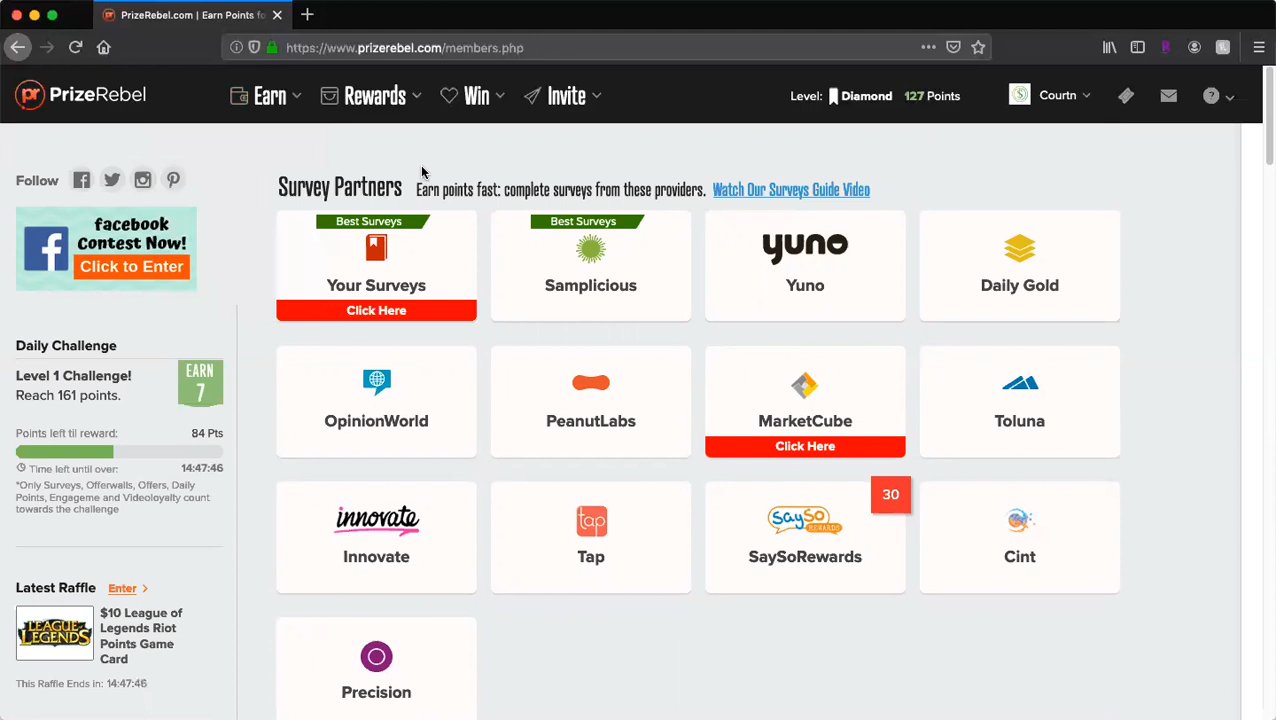 PrizeRebel.com | Earn Points fo
https://www.prizerebel.com/members.php
PrizeRebel
Earn
Rewards
Win
Invite
Level: Diamond 127 Points
Courtn
Follow
facebook
Contest Now!
Click to Enter
Daily Challenge
Level 1 Challenge!
Reach 161 points.
EARN
7
Points left til reward: 84 Pts
Time left until over: 14:47:46
*Only Surveys, Offerwalls, Offers, Daily
Points, Engageme and Videoloyalty count
towards the challenge
Latest Raffle Enter
LEAGUE of LEGENDS
$10 League of
Legends Riot
Points Game
Card
This Raffle Ends in: 14:47:46
Survey Partners Earn points fast: complete surveys from these providers. Watch Our Surveys Guide Video
Best Surveys
Your Surveys
Click Here
Best Surveys
Samplicious
yuno
Yuno
Daily Gold
OpinionWorld
PeanutLabs
MarketCube
Click Here
Toluna
innovate
Innovate
tap
Tap
30
SaySo
REWARDS
SaySoRewards
Cint
Precision